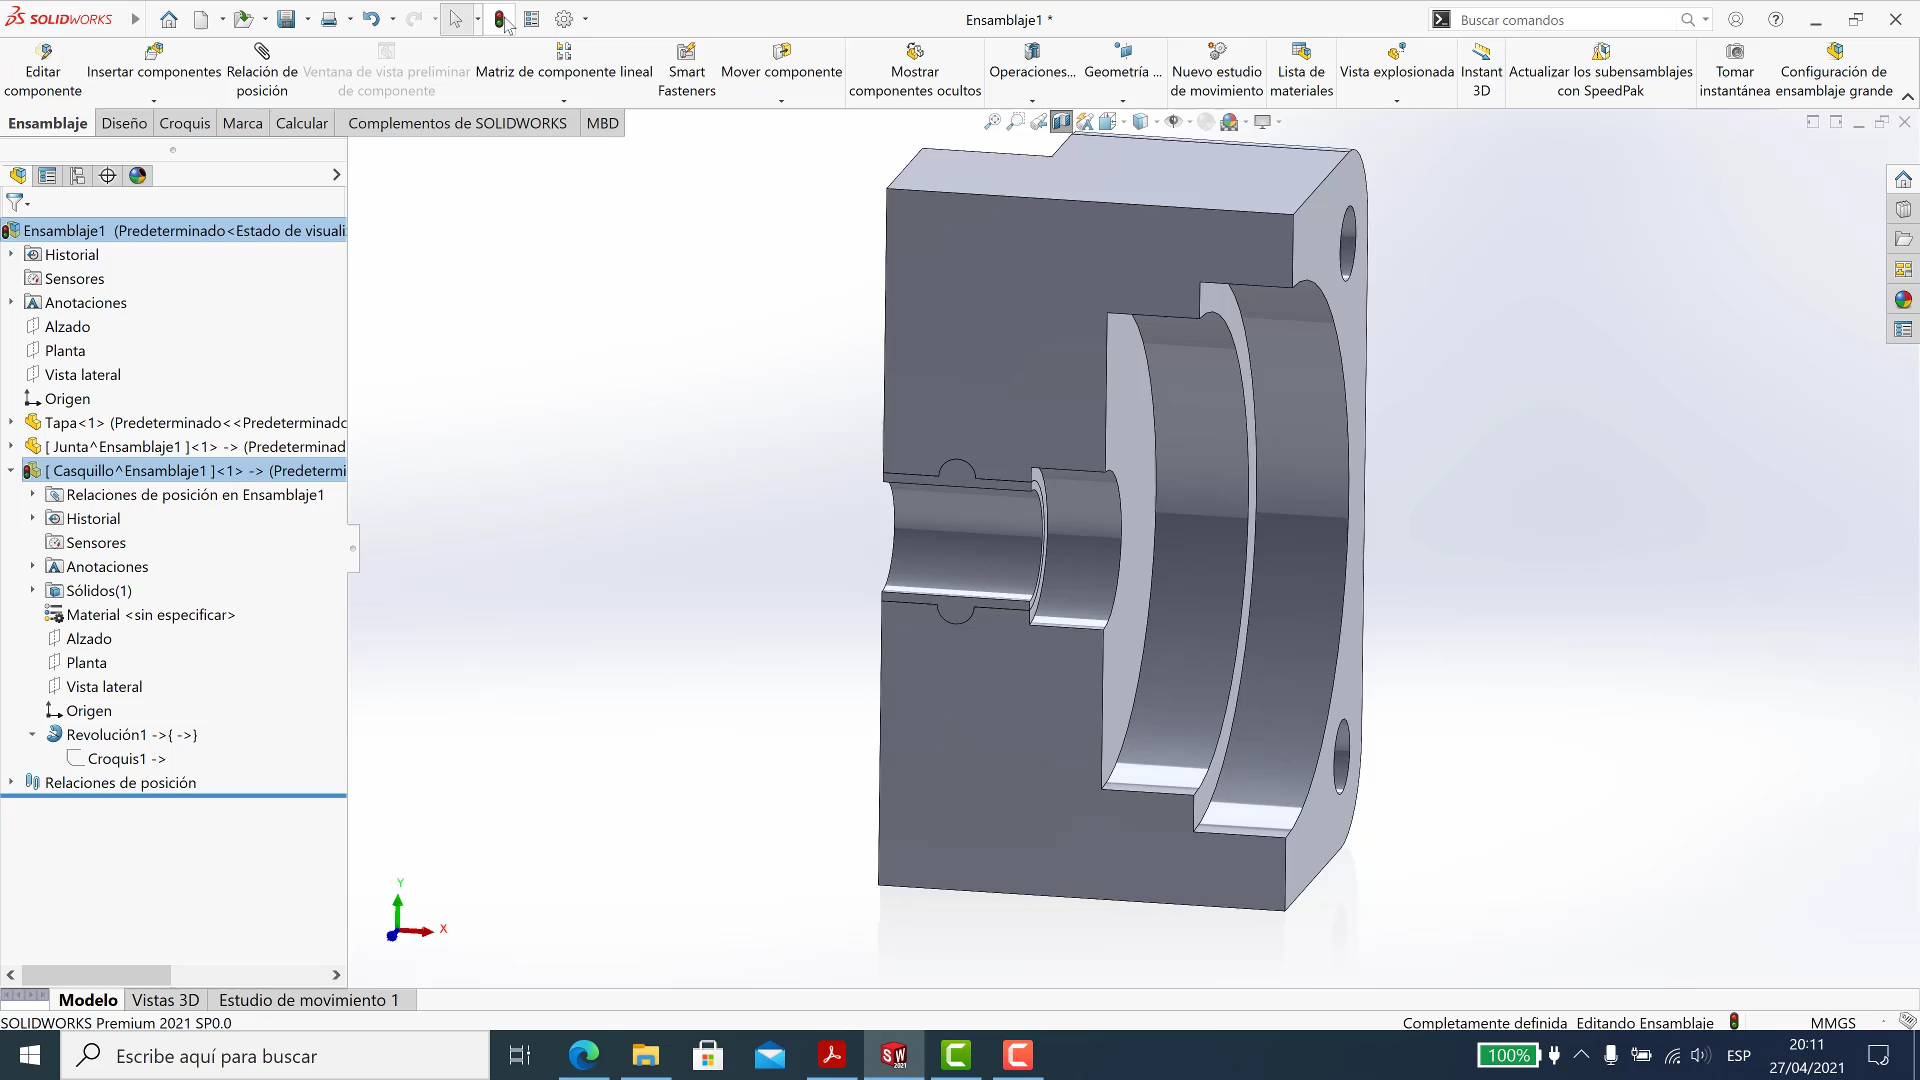 SOLIDWORKS
Ensamblaje1 *
Buscar comandos
Editar componente
Insertar componentes
Relación de posición
Ventana de vista preliminar de componente
Matriz de componente lineal
Smart Fasteners
Mover componente
Mostrar componentes ocultos
Operaciones...
Geometría ...
Nuevo estudio de movimiento
Lista de materiales
Vista explosionada
Instant 3D
Actualizar los subensamblajes con SpeedPak
Tomar instantánea
Configuración de ensamblaje grande
Ensamblaje
Diseño
Croquis
Marca
Calcular
Complementos de SOLIDWORKS
MBD
Ensamblaje1 (Predeterminado<Estado de visuali
Historial
Sensores
Anotaciones
Alzado
Planta
Vista lateral
Origen
Tapa<1> (Predeterminado<<Predeterminado
[ Junta^Ensamblaje1 ]<1> -> (Predeterminad
[ Casquillo^Ensamblaje1 ]<1> -> (Predetermi
Relaciones de posición en Ensamblaje1
Historial
Sensores
Anotaciones
Sólidos(1)
Material <sin especificar>
Alzado
Planta
Vista lateral
Origen
Revolución1 ->{ ->}
Croquis1 ->
Relaciones de posición
Y
X
Modelo
Vistas 3D
Estudio de movimiento 1
SOLIDWORKS Premium 2021 SP0.0
Completamente definida
Editando Ensamblaje
MMGS
Escribe aquí para buscar
SW
2021
100%
ESP
20:11
27/04/2021